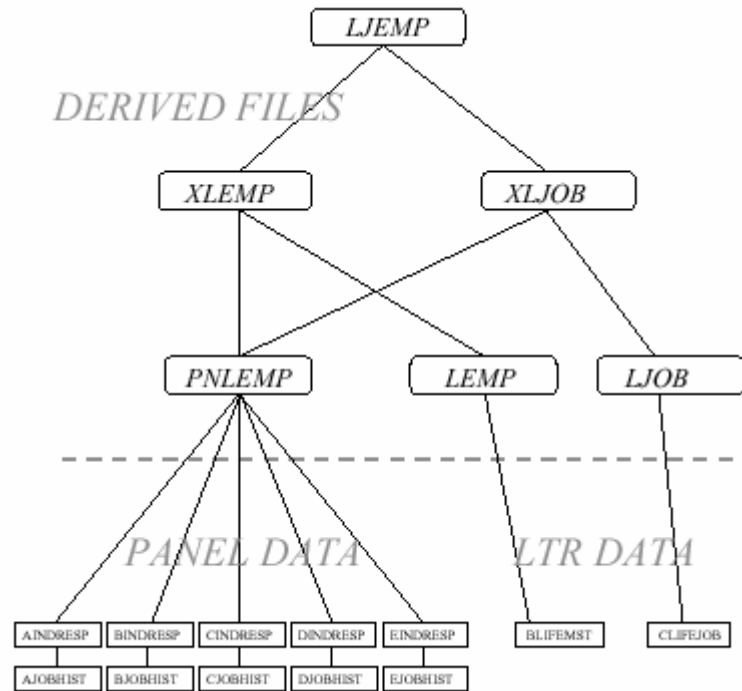 LJEMP
DERIVED FILES
XLEMP XLJOB
PNLEMP LEMP LJOB
PANEL DATA LTR DATA
AINDRESP BINDRESP CINDRESP DINDRESP EINDRESP BLIFEMST CLIFEJOB
AJOBHIST BJOBHIST CJOBHIST DJOBHIST EJOBHIST